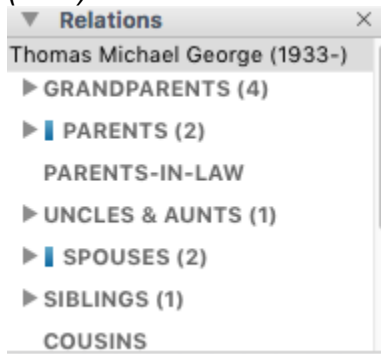 Relations
Thomas Michael George (1933-)
GRANDPARENTS (4)
PARENTS (2)
PARENTS-IN-LAW
UNCLES & AUNTS (1)
SPOUSES (2)
SIBLINGS (1)
COUSINS